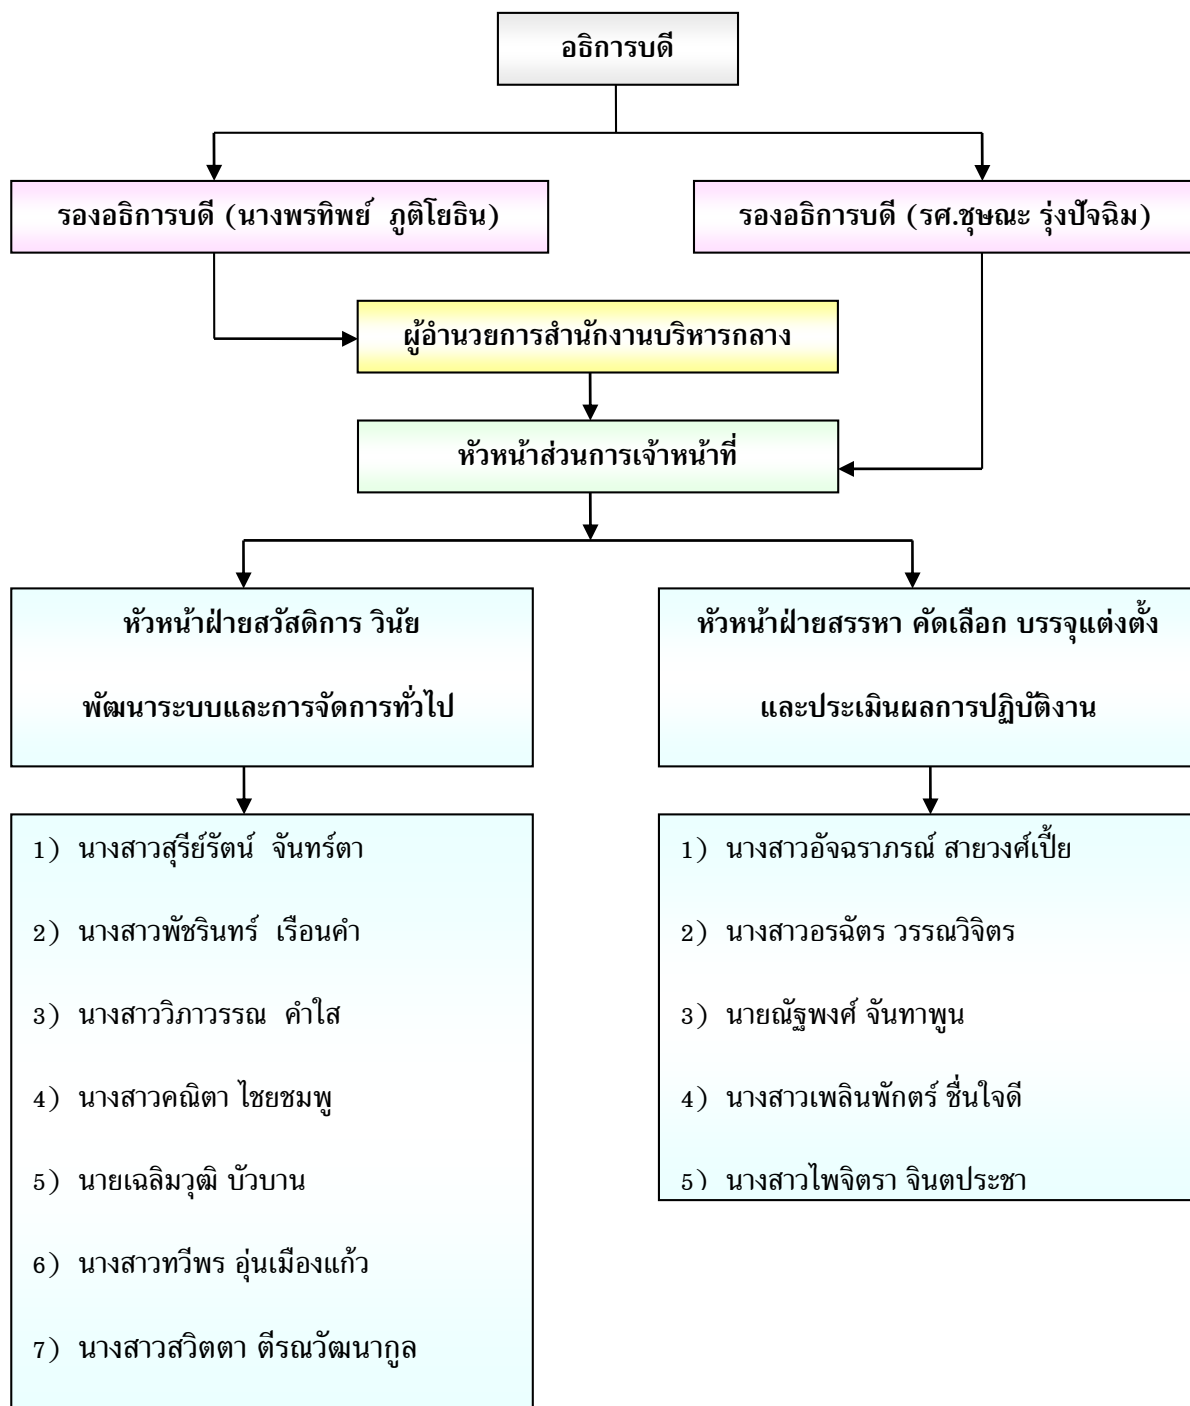 อธิการบดี
รองอธิการบดี (นางพรทิพย์  ภูติโยธิน)
รองอธิการบดี (รศ.ชุษณะ รุ่งปัจฉิม)
ผู้อำนวยการสำนักงานบริหารกลาง
หัวหน้าส่วนการเจ้าหน้าที่
หัวหน้าฝ่ายสวัสดิการ วินัย
พัฒนาระบบและการจัดการทั่วไป
หัวหน้าฝ่ายสรรหา คัดเลือก บรรจุแต่งตั้ง
และประเมินผลการปฏิบัติงาน
1) นางสาวสุรีย์รัตน์  จันทร์ตา
2) นางสาวพัชรินทร์  เรือนคำ
3) นางสาววิภาวรรณ  คำใส
4) นางสาวคณิตา ไชยชมพู
5) นายเฉลิมวุฒิ บัวบาน
6) นางสาวทวีพร อุ่นเมืองแก้ว
7) นางสาวสวิตตา ตีรณวัฒนากูล
1) นางสาวอัจฉราภรณ์ สายวงศ์เปี้ย
2) นางสาวอรฉัตร วรรณวิจิตร
3) นายณัฐพงศ์ จันทาพูน
4) นางสาวเพลินพักตร์ ชื่นใจดี
5) นางสาวไพจิตรา จินตประชา